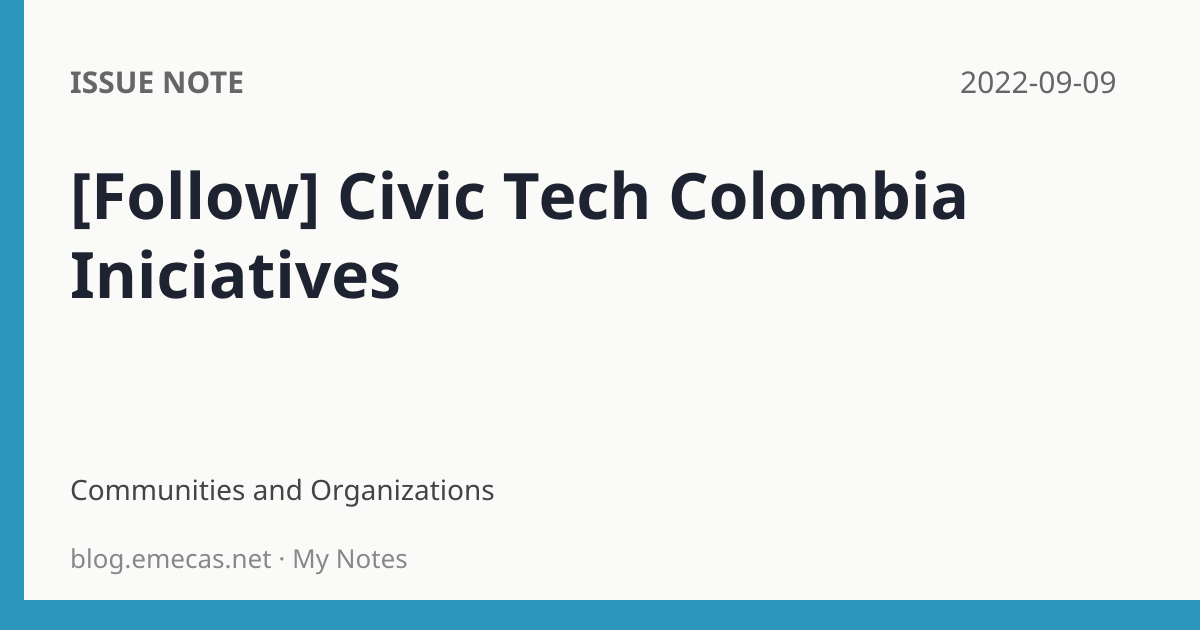 ISSUE NOTE
2022-09-09
[Follow] Civic Tech Colombia
Iniciatives
Communities and Organizations
blog.emecas.net · My Notes